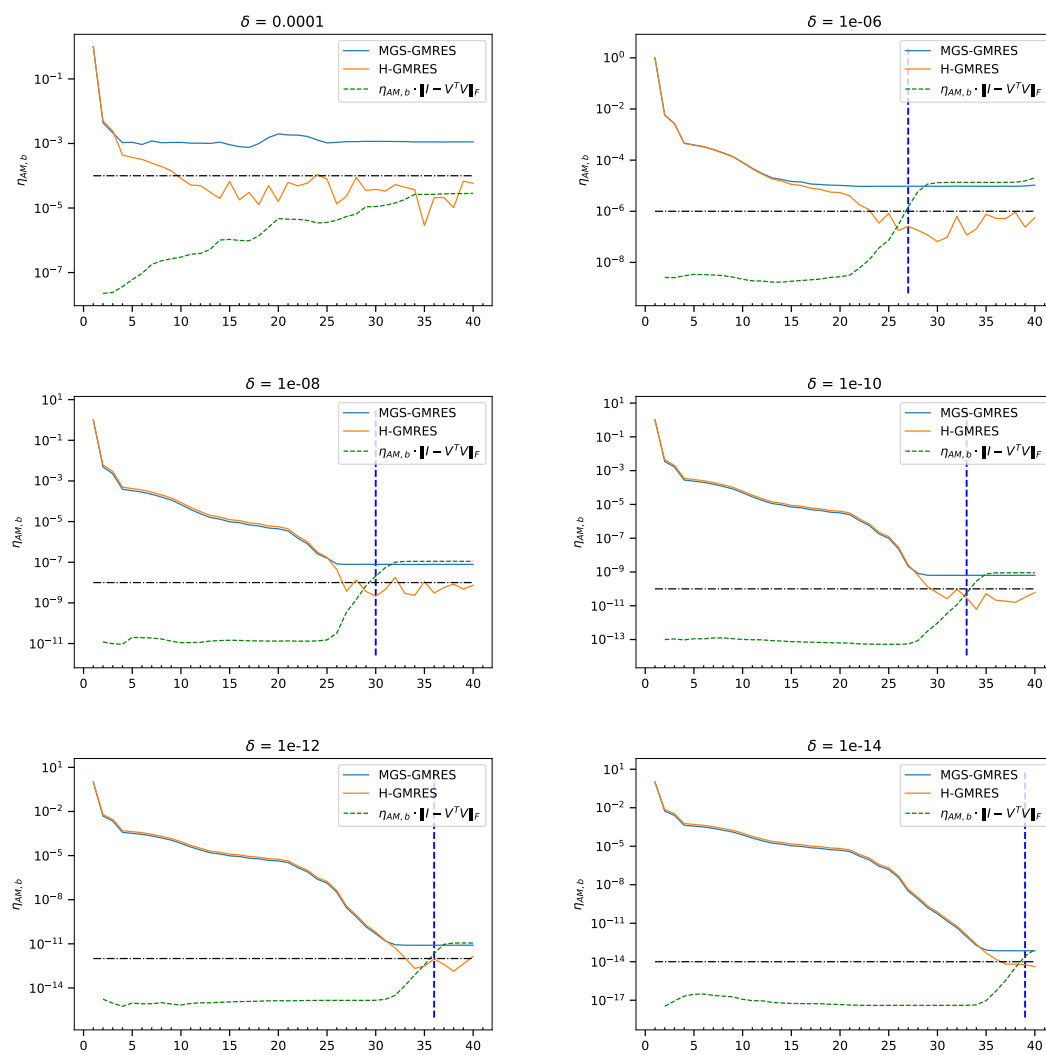 δ = 0.0001
MGS-GMRES
H-GMRES
η_{AM, b} · ‖I − V^T V‖_F
η_{AM, b}
10^{-1}
10^{-3}
10^{-5}
10^{-7}
0 5 10 15 20 25 30 35 40
δ = 1e-06
MGS-GMRES
H-GMRES
η_{AM, b} · ‖I − V^T V‖_F
η_{AM, b}
10^{0}
10^{-2}
10^{-4}
10^{-6}
10^{-8}
0 5 10 15 20 25 30 35 40
δ = 1e-08
MGS-GMRES
H-GMRES
η_{AM, b} · ‖I − V^T V‖_F
η_{AM, b}
10^{1}
10^{-1}
10^{-3}
10^{-5}
10^{-7}
10^{-9}
10^{-11}
0 5 10 15 20 25 30 35 40
δ = 1e-10
MGS-GMRES
H-GMRES
η_{AM, b} · ‖I − V^T V‖_F
η_{AM, b}
10^{1}
10^{-1}
10^{-3}
10^{-5}
10^{-7}
10^{-9}
10^{-11}
10^{-13}
0 5 10 15 20 25 30 35 40
δ = 1e-12
MGS-GMRES
H-GMRES
η_{AM, b} · ‖I − V^T V‖_F
η_{AM, b}
10^{1}
10^{-2}
10^{-5}
10^{-8}
10^{-11}
10^{-14}
0 5 10 15 20 25 30 35 40
δ = 1e-14
MGS-GMRES
H-GMRES
η_{AM, b} · ‖I − V^T V‖_F
η_{AM, b}
10^{1}
10^{-2}
10^{-5}
10^{-8}
10^{-11}
10^{-14}
10^{-17}
0 5 10 15 20 25 30 35 40